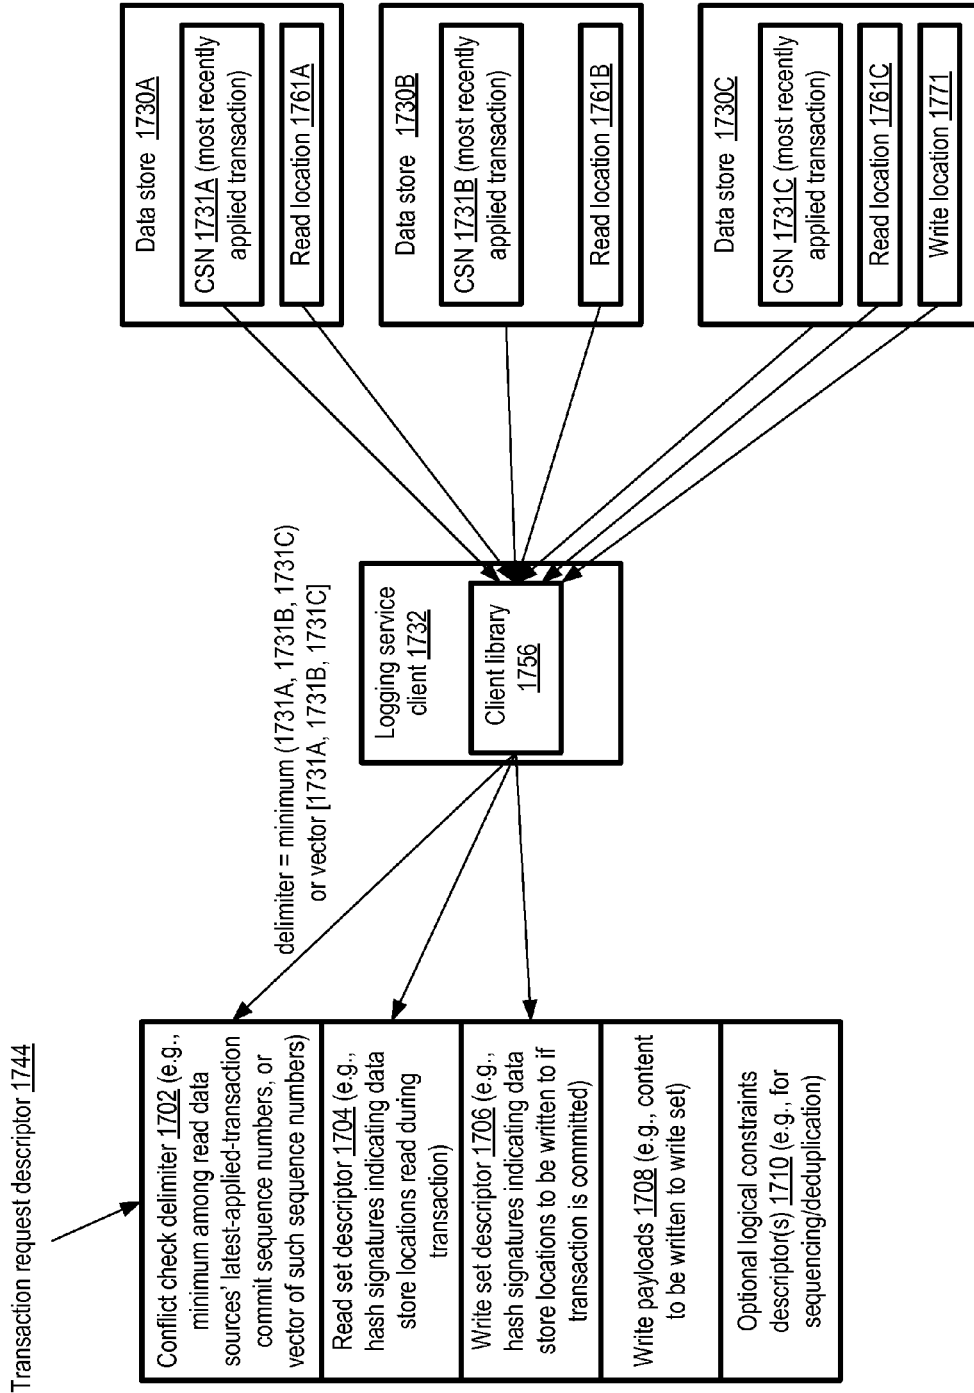 Transaction request descriptor 1744
Conflict check delimiter 1702 (e.g.,
minimum among read data
sources' latest-applied-transaction
commit sequence numbers, or
vector of such sequence numbers)
Read set descriptor 1704 (e.g.,
hash signatures indicating data
store locations read during
transaction)
Write set descriptor 1706 (e.g.,
hash signatures indicating data
store locations to be written to if
transaction is committed)
Write payloads 1708 (e.g., content
to be written to write set)
Optional logical constraints
descriptor(s) 1710 (e.g., for
sequencing/deduplication)
delimiter = minimum (1731A, 1731B, 1731C)
or vector [1731A, 1731B, 1731C]
Logging service
client 1732
Client library
1756
Data store 1730A
CSN 1731A (most recently
applied transaction)
Read location 1761A
Data store 1730B
CSN 1731B (most recently
applied transaction)
Read location 1761B
Data store 1730C
CSN 1731C (most recently
applied transaction)
Read location 1761C
Write location 1771